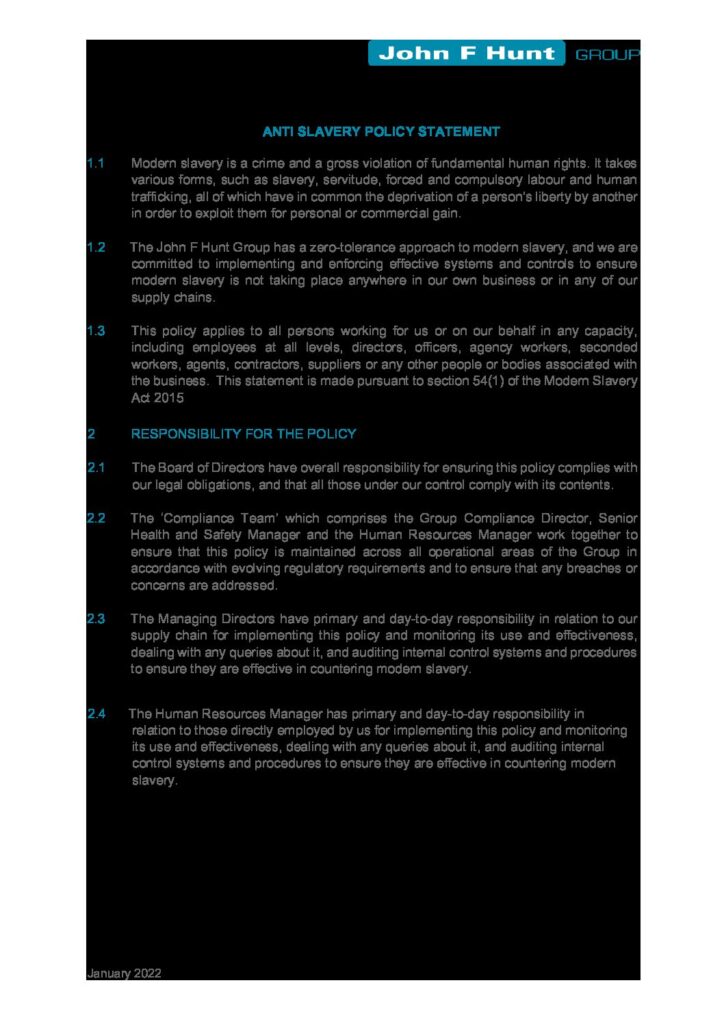 John F Hunt GROUP
ANTI SLAVERY POLICY STATEMENT
1.1 Modern slavery is a crime and a gross violation of fundamental human rights. It takes
various forms, such as slavery, servitude, forced and compulsory labour and human
trafficking, all of which have in common the deprivation of a person's liberty by another
in order to exploit them for personal or commercial gain.
1.2 The John F Hunt Group has a zero-tolerance approach to modern slavery, and we are
committed to implementing and enforcing effective systems and controls to ensure
modern slavery is not taking place anywhere in our own business or in any of our
supply chains.
1.3 This policy applies to all persons working for us or on our behalf in any capacity,
including employees at all levels, directors, officers, agency workers, seconded
workers, agents, contractors, suppliers or any other people or bodies associated with
the business. This statement is made pursuant to section 54(1) of the Modern Slavery
Act 2015
2 RESPONSIBILITY FOR THE POLICY
2.1 The Board of Directors have overall responsibility for ensuring this policy complies with
our legal obligations, and that all those under our control comply with its contents.
2.2 The ‘Compliance Team’ which comprises the Group Compliance Director, Senior
Health and Safety Manager and the Human Resources Manager work together to
ensure that this policy is maintained across all operational areas of the Group in
accordance with evolving regulatory requirements and to ensure that any breaches or
concerns are addressed.
2.3 The Managing Directors have primary and day-to-day responsibility in relation to our
supply chain for implementing this policy and monitoring its use and effectiveness,
dealing with any queries about it, and auditing internal control systems and procedures
to ensure they are effective in countering modern slavery.
2.4 The Human Resources Manager has primary and day-to-day responsibility in
relation to those directly employed by us for implementing this policy and monitoring
its use and effectiveness, dealing with any queries about it, and auditing internal
control systems and procedures to ensure they are effective in countering modern
slavery.
January 2022